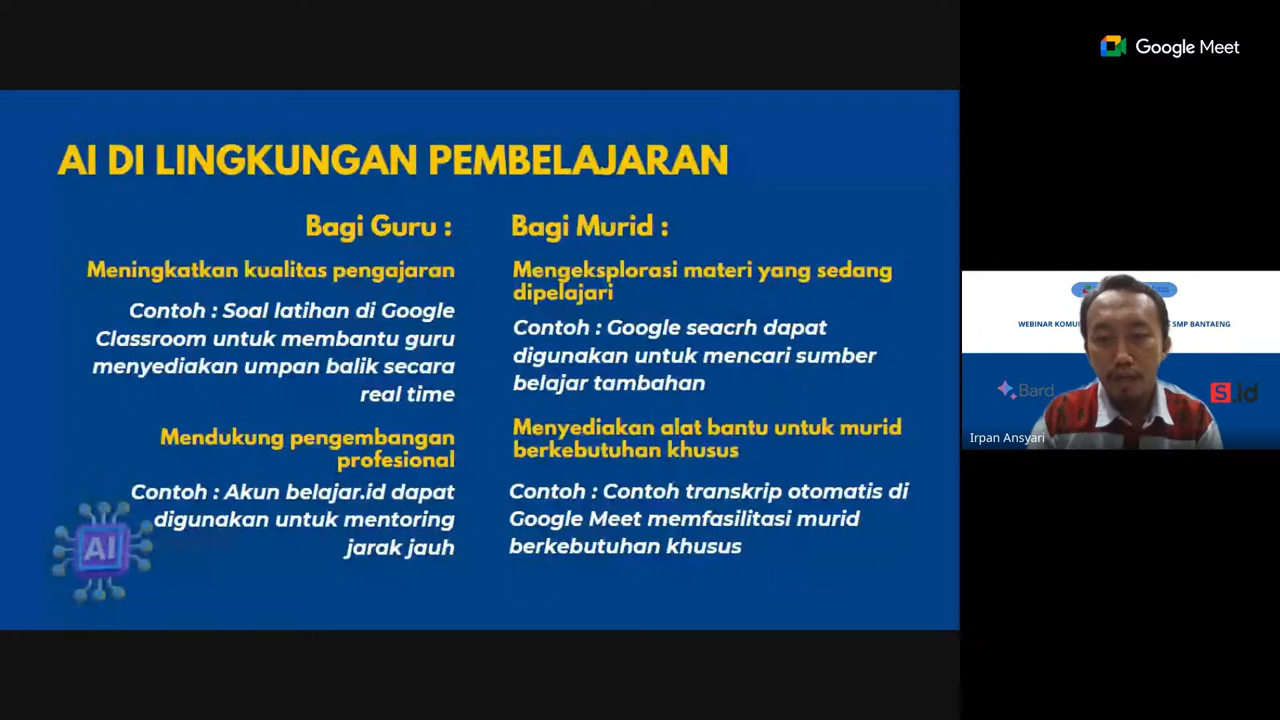 Google Meet
AI DI LINGKUNGAN PEMBELAJARAN
Bagi Guru :
Meningkatkan kualitas pengajaran
Contoh : Soal latihan di Google
Classroom untuk membantu guru
menyediakan umpan balik secara
real time
Mendukung pengembangan
profesional
Contoh : Akun belajar.id dapat
digunakan untuk mentoring
jarak jauh
AI
Bagi Murid :
Mengeksplorasi materi yang sedang
dipelajari
Contoh : Google seacrh dapat
digunakan untuk mencari sumber
belajar tambahan
Menyediakan alat bantu untuk murid
berkebutuhan khusus
Contoh : Contoh transkrip otomatis di
Google Meet memfasilitasi murid
berkebutuhan khusus
WEBINAR SMP BANTAENG
Bard
S.id
Irpan Ansyari